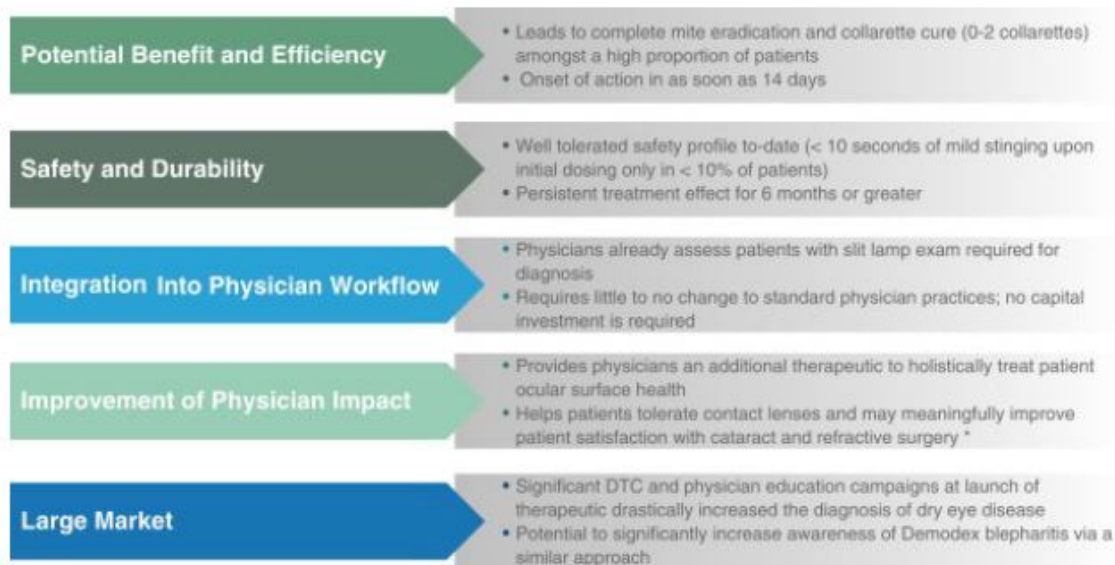 Potential Benefit and Efficiency
• Leads to complete mite eradication and collarette cure (0-2 collarettes)
amongst a high proportion of patients
• Onset of action in as soon as 14 days
Safety and Durability
• Well tolerated safety profile to-date (< 10 seconds of mild stinging upon
initial dosing only in < 10% of patients)
• Persistent treatment effect for 6 months or greater
Integration Into Physician Workflow
• Physicians already assess patients with slit lamp exam required for
diagnosis
• Requires little to no change to standard physician practices; no capital
investment is required
Improvement of Physician Impact
• Provides physicians an additional therapeutic to holistically treat patient
ocular surface health
• Helps patients tolerate contact lenses and may meaningfully improve
patient satisfaction with cataract and refractive surgery *
Large Market
• Significant DTC and physician education campaigns at launch of
therapeutic drastically increased the diagnosis of dry eye disease
• Potential to significantly increase awareness of Demodex blepharitis via a
similar approach